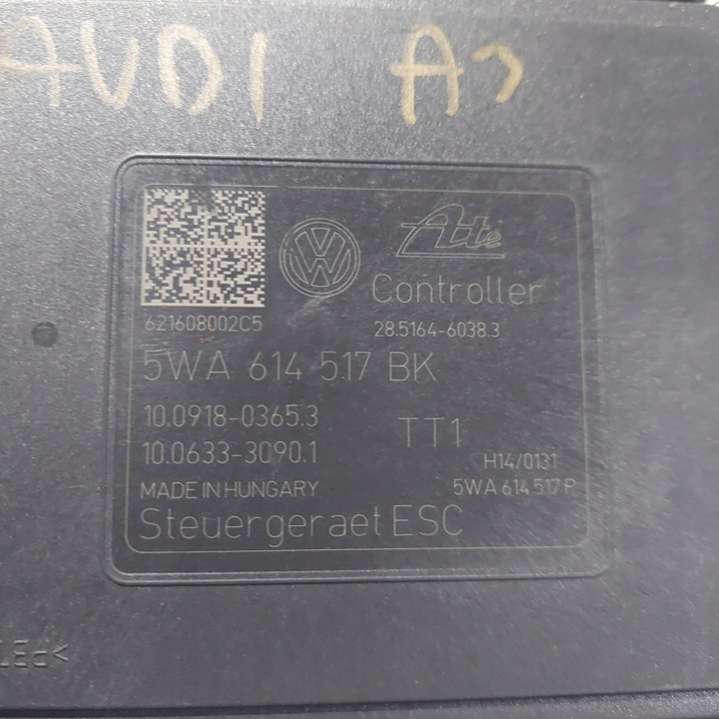 AUDI A3
Ate
Controller
621608002C5
28.5164-6038.3
5WA 614 517 BK
10.0918-0365.3
TT1
10.0633-3090.1
H14/0131
MADE IN HUNGARY
5WA 614 517 P
Steuergeraet ESC